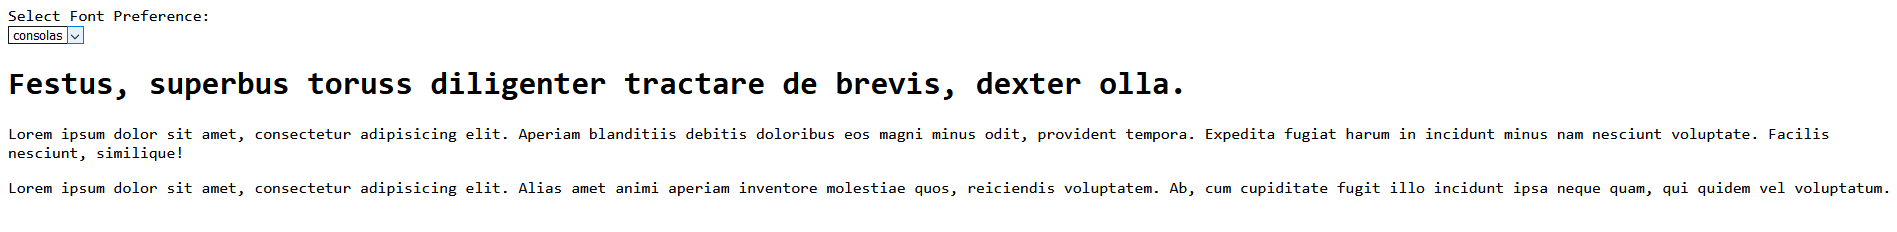 Select Font Preference:
consolas
Festus, superbus toruss diligenter tractare de brevis, dexter olla.
Lorem ipsum dolor sit amet, consectetur adipisicing elit. Aperiam blanditiis debitis doloribus eos magni minus odit, provident tempora. Expedita fugiat harum in incidunt minus nam nesciunt voluptate. Facilis
nesciunt, similique!
Lorem ipsum dolor sit amet, consectetur adipisicing elit. Alias amet animi aperiam inventore molestiae quos, reiciendis voluptatem. Ab, cum cupiditate fugit illo incidunt ipsa neque quam, qui quidem vel voluptatum.